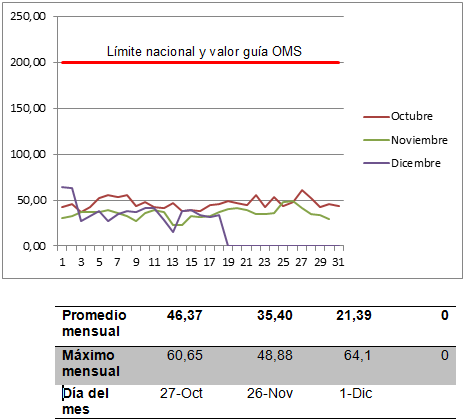 250,00
Límite nacional y valor guía OMS
200,00
150,00
100,00
50,00
0,00
1 3 5 7 9 11 13 15 17 19 21 23 25 27 29 31
Octubre
Noviembre
Dicembre
Promedio 46,37 35,40 21,39 0
mensual
Máximo 60,65 48,88 64,1 0
mensual
Día del 27-Oct 26-Nov 1-Dic
mes